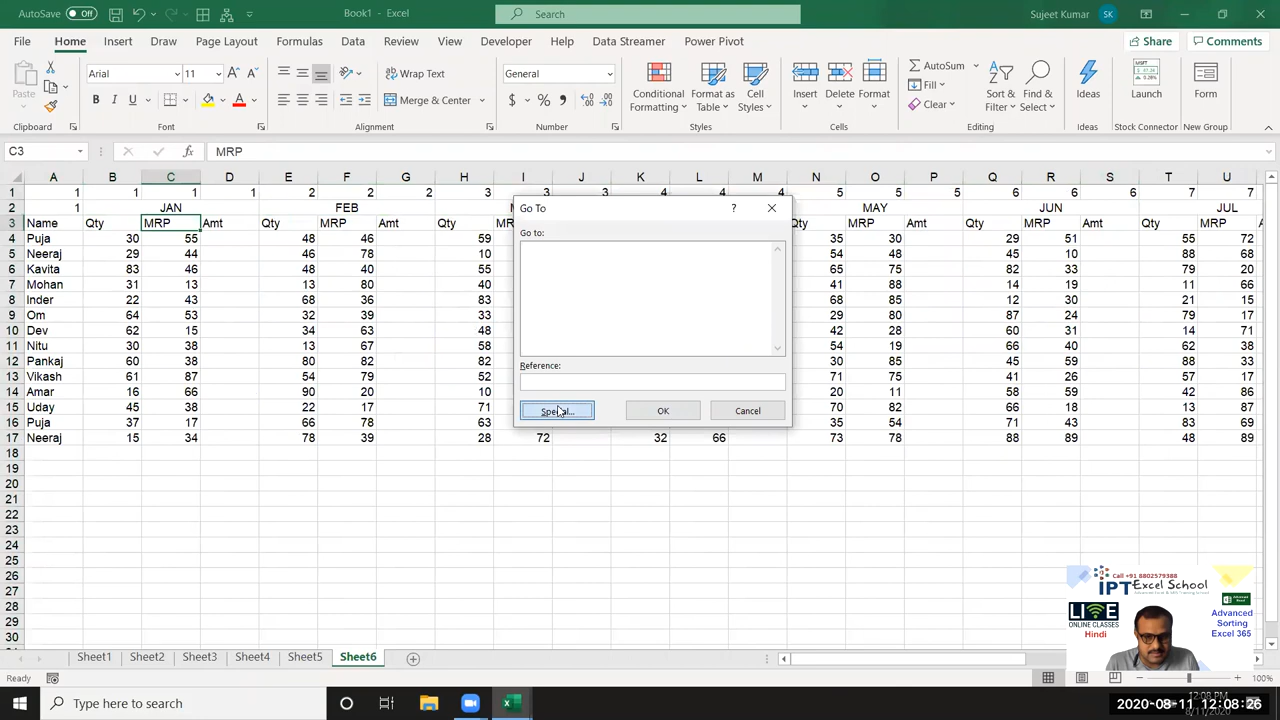 AutoSave Off Book1 - Excel Search Sujeet Kumar SK
File Home Insert Draw Page Layout Formulas Data Review View Developer Help Data Streamer Power Pivot Share Comments
Paste Arial 11 Wrap Text General AutoSum
B I U Merge & Center $ % Conditional Formatting Format as Table Cell Styles Insert Delete Format Fill Clear Sort & Filter Find & Select Ideas Launch Form
Clipboard Font Alignment Number Styles Cells Editing Ideas Stock Connector New Group
C3 fx MRP
A B C D E F G H I J K L M N O P Q R S T U
1 1 1 1 1 2 2 2 3 3 3 4 4 4 5 5 5 6 6 6 7 7
2 1 JAN FEB MAY JUN JUL
3 Name Qty MRP Amt Qty MRP Amt Qty Qty MRP Amt Qty MRP Amt Qty MRP
4 Puja 30 55 48 46 59 35 30 29 51 55 72
5 Neeraj 29 44 46 78 10 54 48 45 10 88 68
6 Kavita 83 46 48 40 55 65 75 82 33 79 20
7 Mohan 31 13 13 80 40 41 88 14 19 11 66
8 Inder 22 43 68 36 83 68 85 12 30 21 15
9 Om 64 53 32 39 33 29 80 87 24 79 17
10 Dev 62 15 34 63 48 42 28 60 31 14 71
11 Nitu 30 38 13 67 58 54 19 66 40 62 38
12 Pankaj 60 38 80 82 82 30 85 45 59 88 33
13 Vikash 61 87 54 79 52 71 75 43 26 57 17
14 Amar 16 66 90 20 10 20 11 58 59 42 86
15 Uday 45 38 22 17 71 70 82 66 18 13 87
16 Puja 37 17 66 78 63 35 54 71 43 83 69
17 Neeraj 15 34 78 39 28 72 32 66 73 78 88 89 48 89
18
19
20
21
22
23
24
25
26
27
28
29
30
Go To ?
Go to:
Reference:
Special... OK Cancel
Call +91 8802579388
IPT Excel School
LIVE
ONLINE CLASSES
Hindi
Advanced
Sorting
Excel 365
Sheet1 Sheet2 Sheet3 Sheet4 Sheet5 Sheet6
Ready 100%
Type here to search
12:08 PM
8/11/2020
2020-08-11 12:08:26